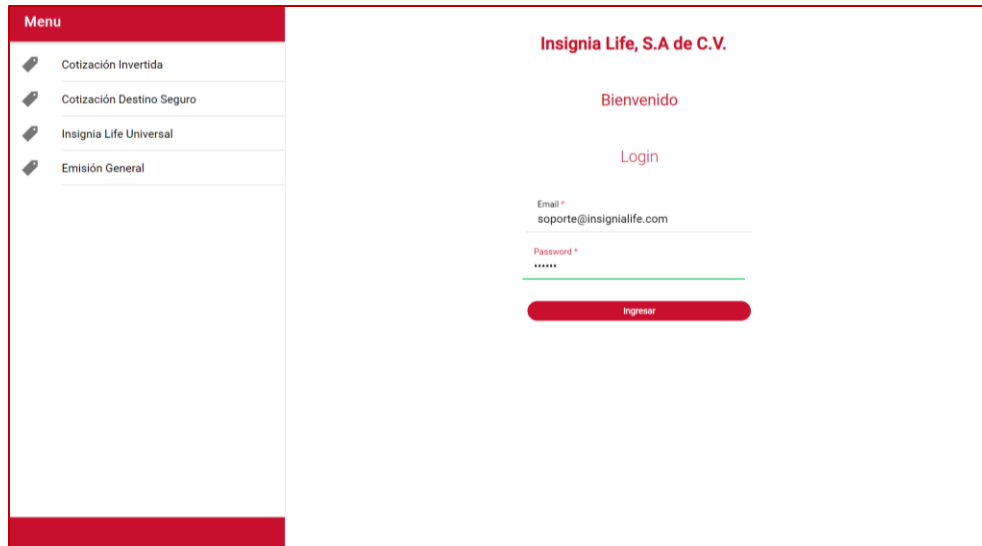 Menu
Cotización Invertida
Cotización Destino Seguro
Insignia Life Universal
Emisión General
Insignia Life, S.A de C.V.
Bienvenido
Login
Email *
soporte@insignialife.com
Password *
••••••
Ingresar